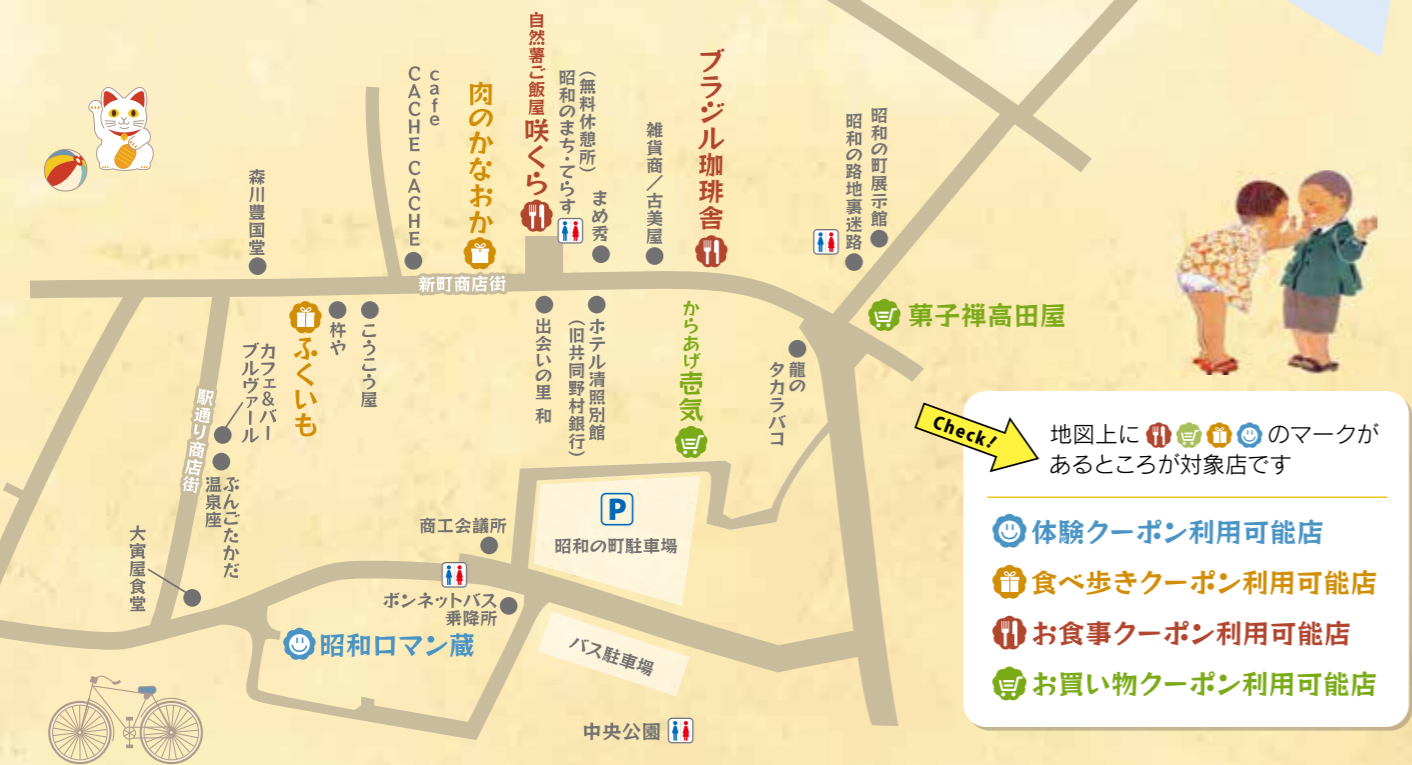 森川豊国堂
cafe
CACHE CACHE
肉のかなおか
自然薯ご飯屋
咲くら
(無料休憩所)
昭和のまち・てらす
まめ秀
雑貨商/古美屋
ブラジル珈琲舎
昭和の町展示館
昭和の路地裏迷路
新町商店街
ふくいも
杵や
こうこう屋
出会いの里 和
ホテル清照別館
(旧共同野村銀行)
からあげ壱気
龍の
タカラバコ
菓子禅高田屋
駅通り商店街
カフェ&バー
ブルヴァール
ぶんごたかだ
温泉座
大寅屋食堂
商工会議所
P
昭和の町駐車場
ボンネットバス
乗降所
昭和ロマン蔵
バス駐車場
中央公園
Check!
地図上に のマークが
あるところが対象店です
体験クーポン利用可能店
食べ歩きクーポン利用可能店
お食事クーポン利用可能店
お買い物クーポン利用可能店